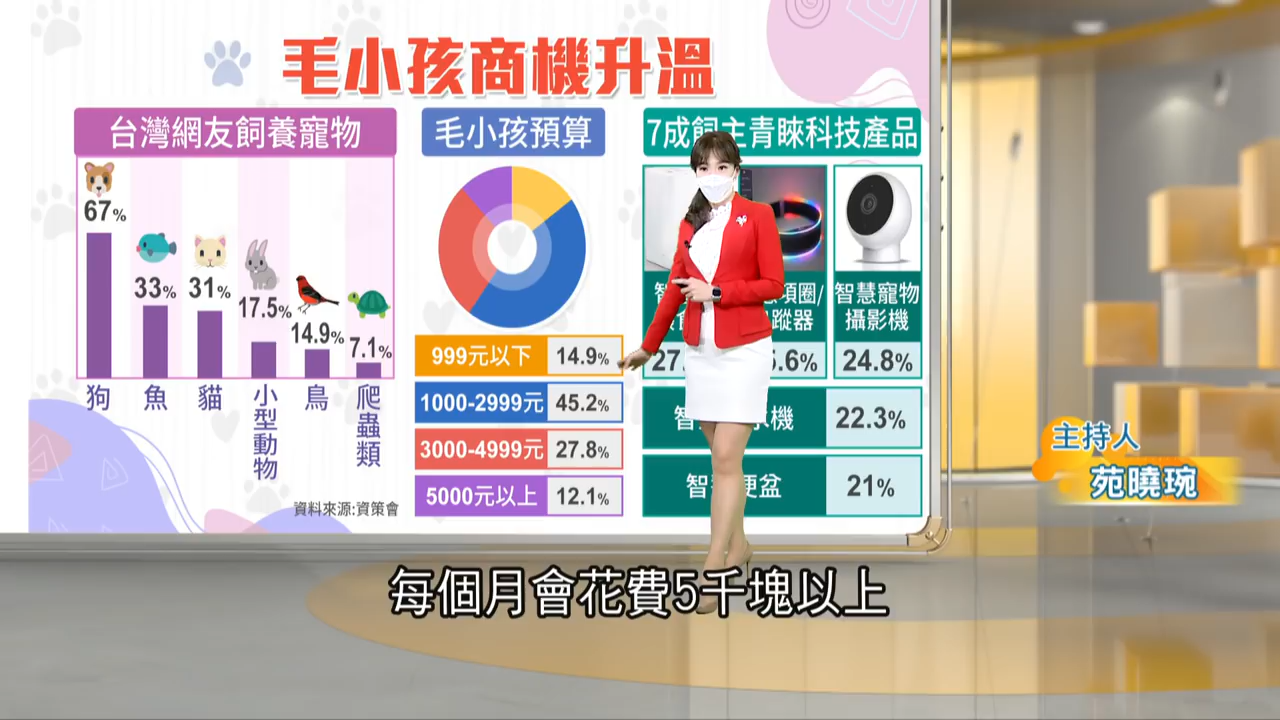 毛小孩商機升溫
台灣網友飼養寵物
67%
33%
31%
17.5%
14.9%
7.1%
狗
魚
貓
小型動物
鳥
爬蟲類
資料來源:資策會
毛小孩預算
999元以下 14.9%
1000-2999元 45.2%
3000-4999元 27.8%
5000元以上 12.1%
7成飼主青睞科技產品
項圈/
蹤器
.6%
智慧寵物
攝影機
24.8%
22.3%
21%
主持人
苑曉琬
每個月會花費5千塊以上